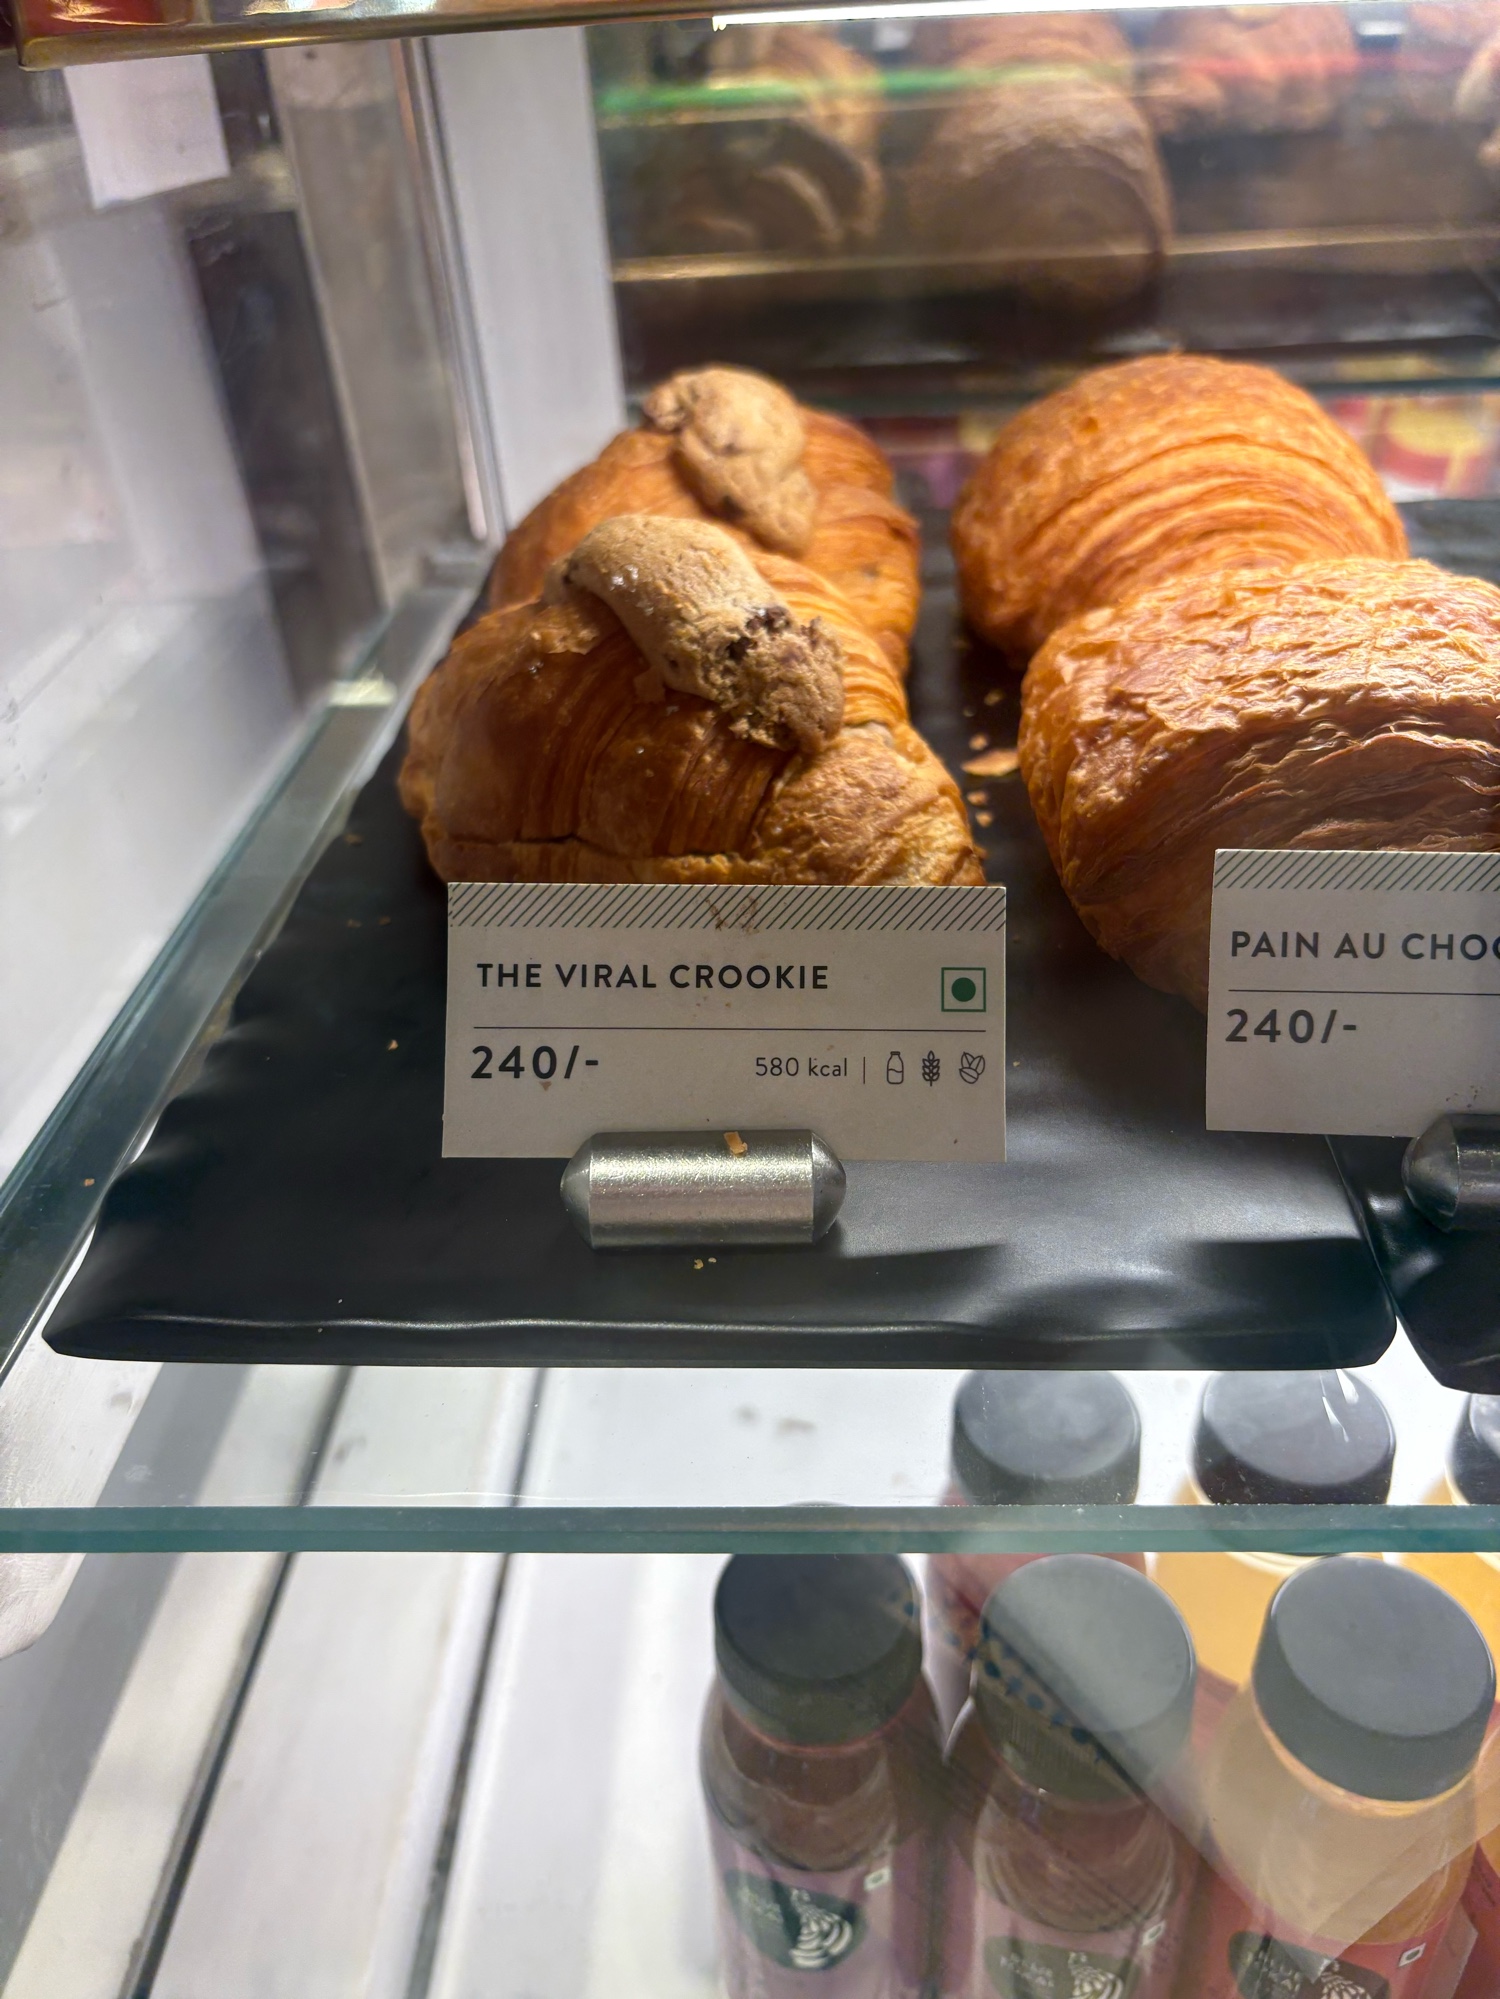 THE VIRAL CROOKIE
240/-
580 kcal |
PAIN AU CHOC
240/-